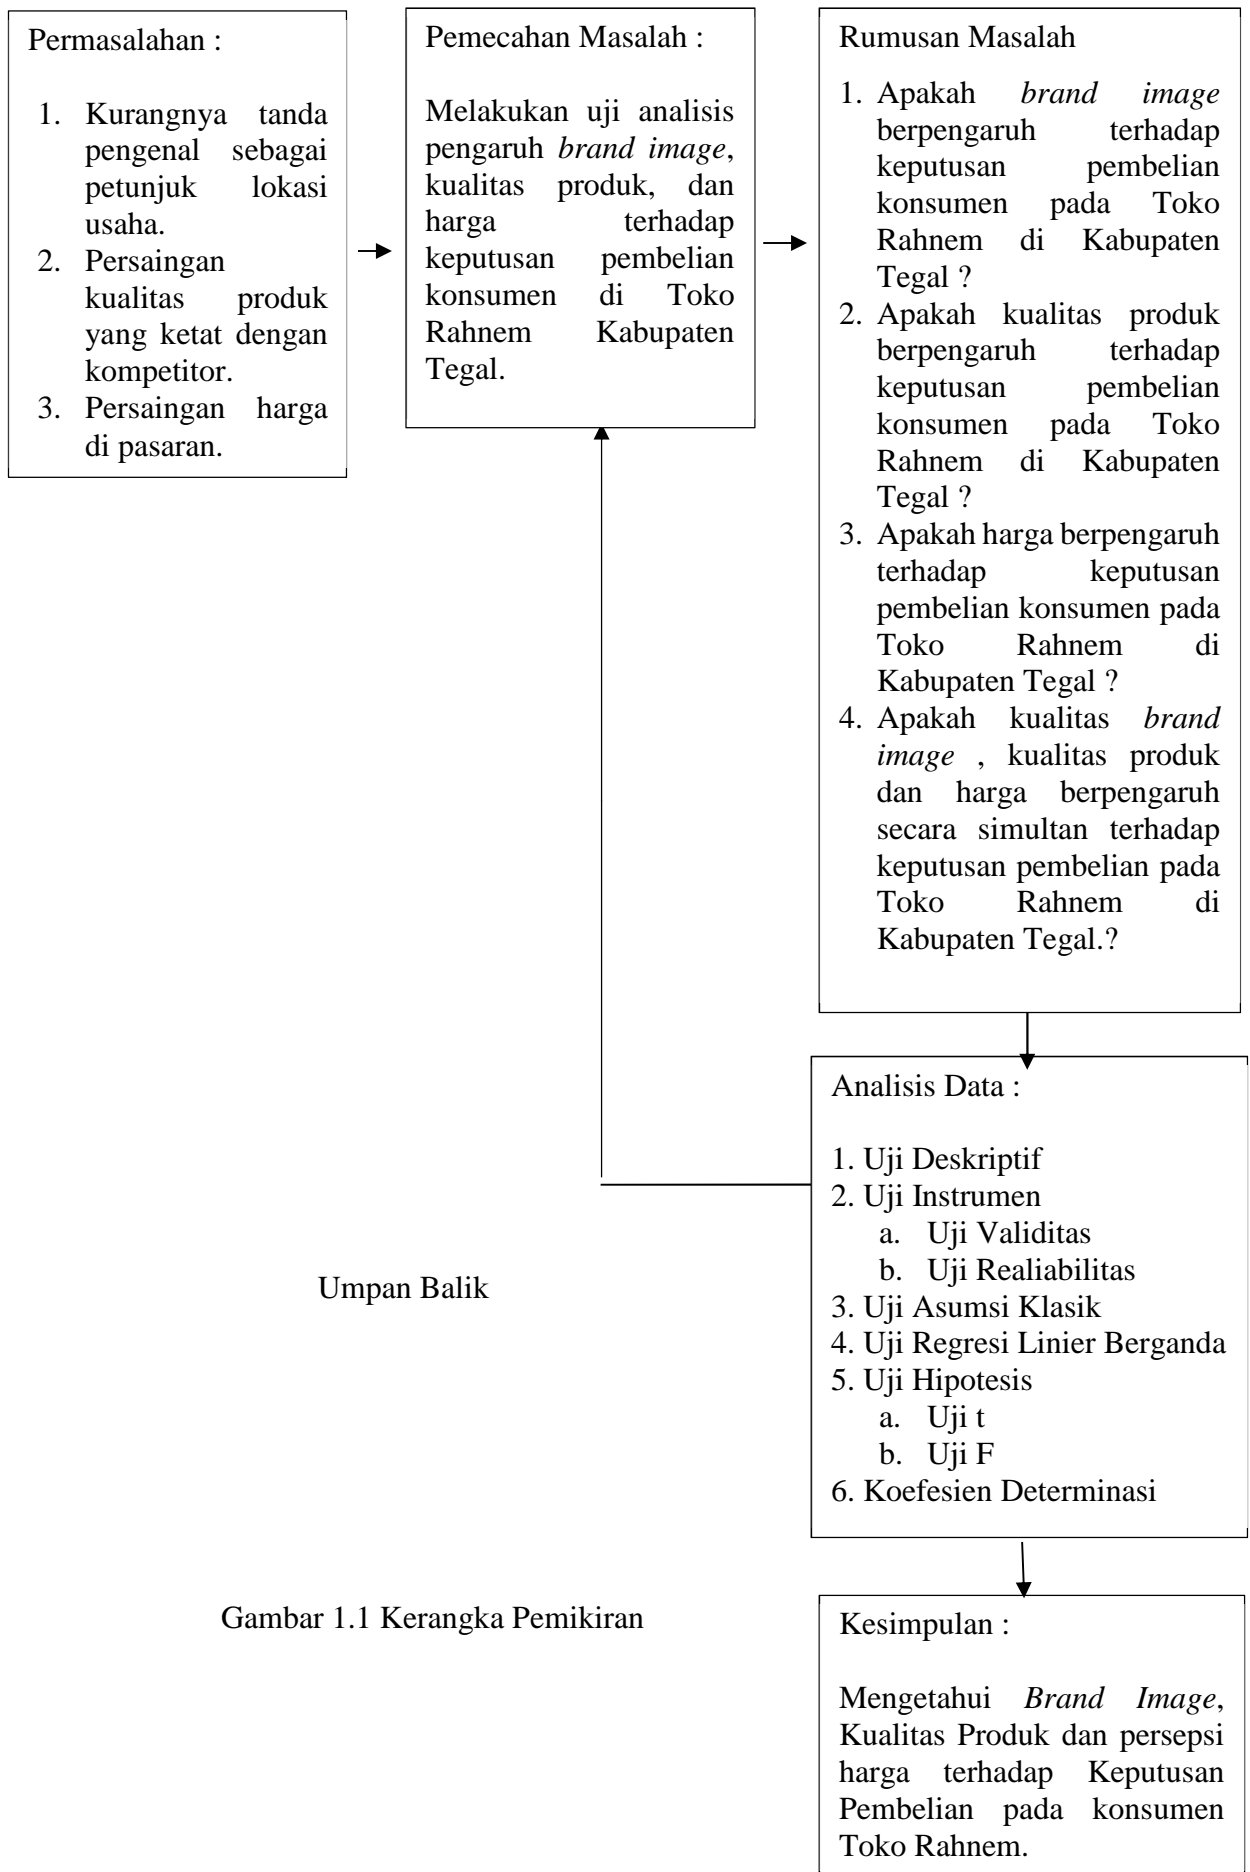 Permasalahan :
1. Kurangnya tanda
pengenal sebagai
petunjuk lokasi
usaha.
2. Persaingan
kualitas produk
yang ketat dengan
kompetitor.
3. Persaingan harga
di pasaran.
Pemecahan Masalah :
Melakukan uji analisis
pengaruh brand image,
kualitas produk, dan
harga terhadap
keputusan pembelian
konsumen di Toko
Rahnem Kabupaten
Tegal.
Rumusan Masalah
1. Apakah brand image
berpengaruh terhadap
keputusan pembelian
konsumen pada Toko
Rahnem di Kabupaten
Tegal ?
2. Apakah kualitas produk
berpengaruh terhadap
keputusan pembelian
konsumen pada Toko
Rahnem di Kabupaten
Tegal ?
3. Apakah harga berpengaruh
terhadap keputusan
pembelian konsumen pada
Toko Rahnem di
Kabupaten Tegal ?
4. Apakah kualitas brand
image , kualitas produk
dan harga berpengaruh
secara simultan terhadap
keputusan pembelian pada
Toko Rahnem di
Kabupaten Tegal.?
Analisis Data :
1. Uji Deskriptif
2. Uji Instrumen
a. Uji Validitas
b. Uji Realiabilitas
3. Uji Asumsi Klasik
4. Uji Regresi Linier Berganda
5. Uji Hipotesis
a. Uji t
b. Uji F
6. Koefesien Determinasi
Umpan Balik
Kesimpulan :
Mengetahui Brand Image,
Kualitas Produk dan persepsi
harga terhadap Keputusan
Pembelian pada konsumen
Toko Rahnem.
Gambar 1.1 Kerangka Pemikiran